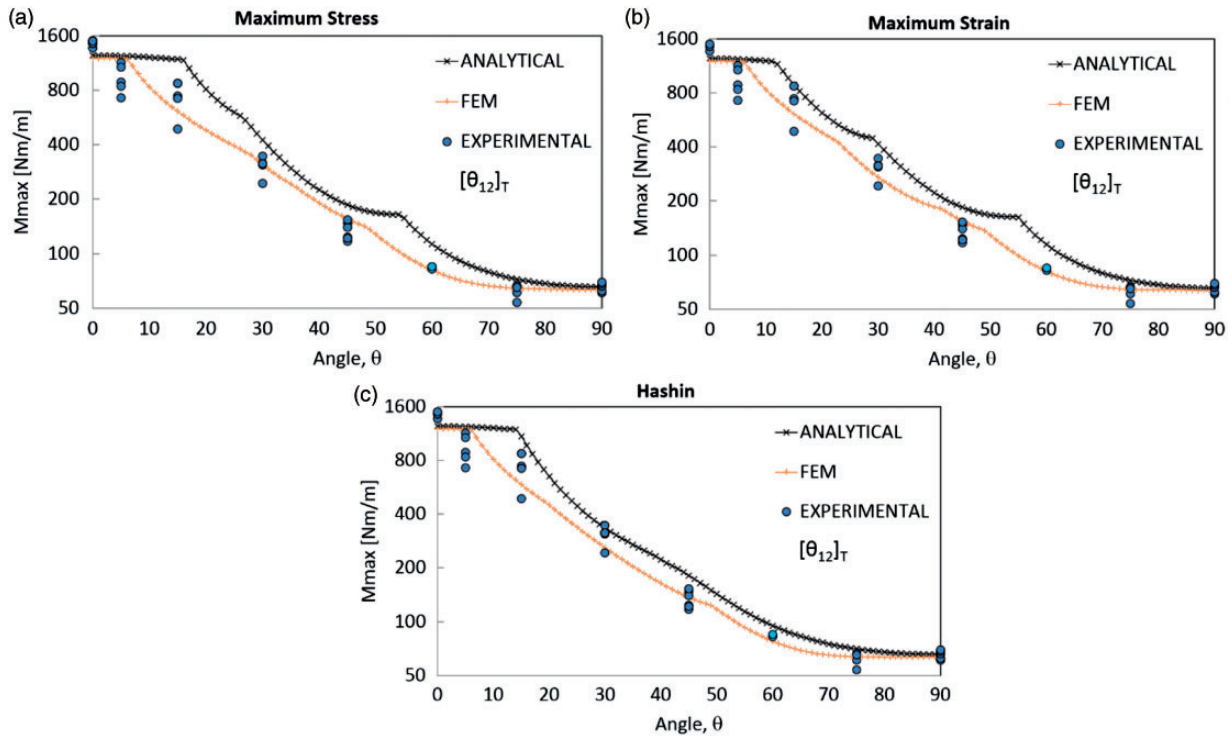 (a)
Maximum Stress
Mmax [Nm/m]
1600
800
400
200
100
50
0 10 20 30 40 50 60 70 80 90
Angle, θ
ANALYTICAL
FEM
EXPERIMENTAL
[θ12]T
(b)
Maximum Strain
Mmax [Nm/m]
1600
800
400
200
100
50
0 10 20 30 40 50 60 70 80 90
Angle, θ
ANALYTICAL
FEM
EXPERIMENTAL
[θ12]T
(c)
Hashin
Mmax [Nm/m]
1600
800
400
200
100
50
0 10 20 30 40 50 60 70 80 90
Angle, θ
ANALYTICAL
FEM
EXPERIMENTAL
[θ12]T